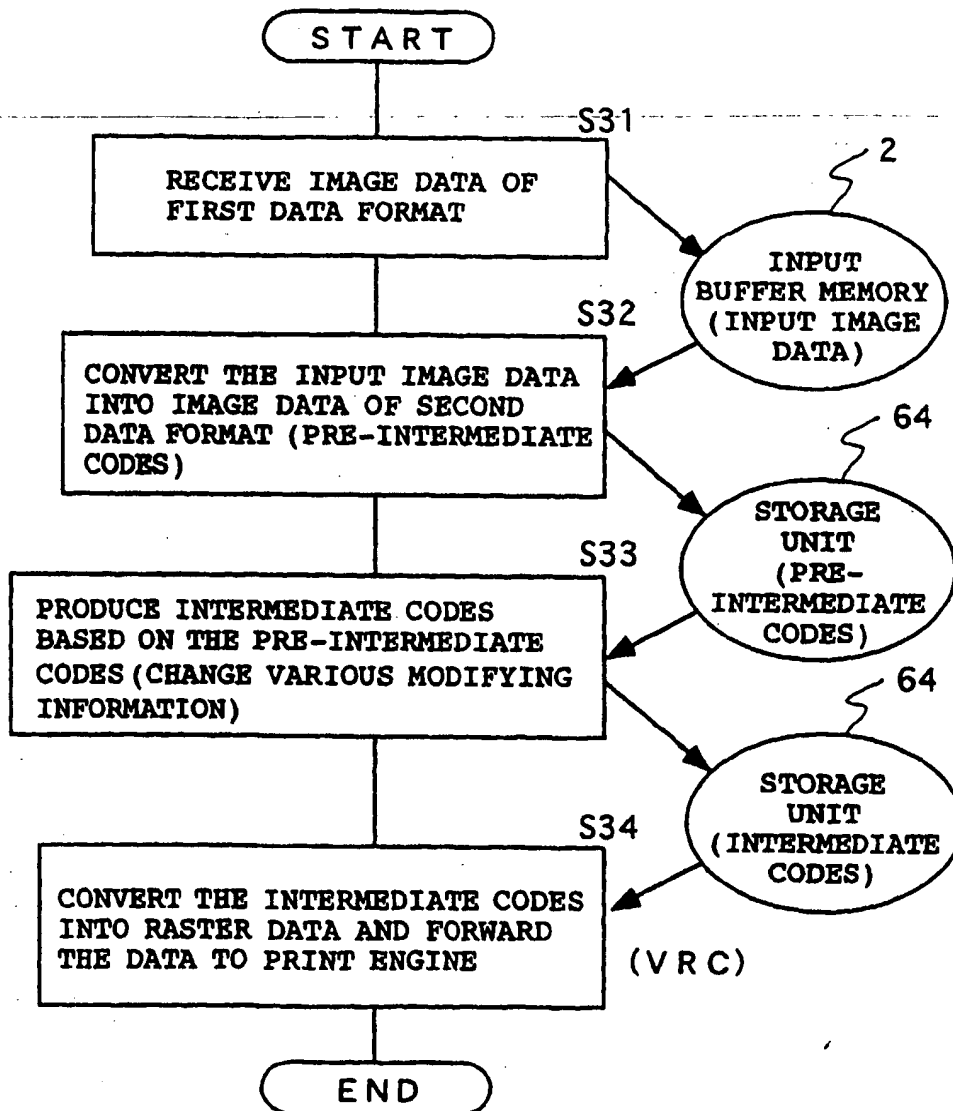 START
S31
RECEIVE IMAGE DATA OF
FIRST DATA FORMAT
2
INPUT
BUFFER MEMORY
(INPUT IMAGE
DATA)
S32
CONVERT THE INPUT IMAGE DATA
INTO IMAGE DATA OF SECOND
DATA FORMAT (PRE-INTERMEDIATE
CODES)
64
STORAGE
UNIT
(PRE-
INTERMEDIATE
CODES)
S33
PRODUCE INTERMEDIATE CODES
BASED ON THE PRE-INTERMEDIATE
CODES (CHANGE VARIOUS MODIFYING
INFORMATION)
64
STORAGE
UNIT
(INTERMEDIATE
CODES)
S34
CONVERT THE INTERMEDIATE CODES
INTO RASTER DATA AND FORWARD
THE DATA TO PRINT ENGINE
(VRC)
END